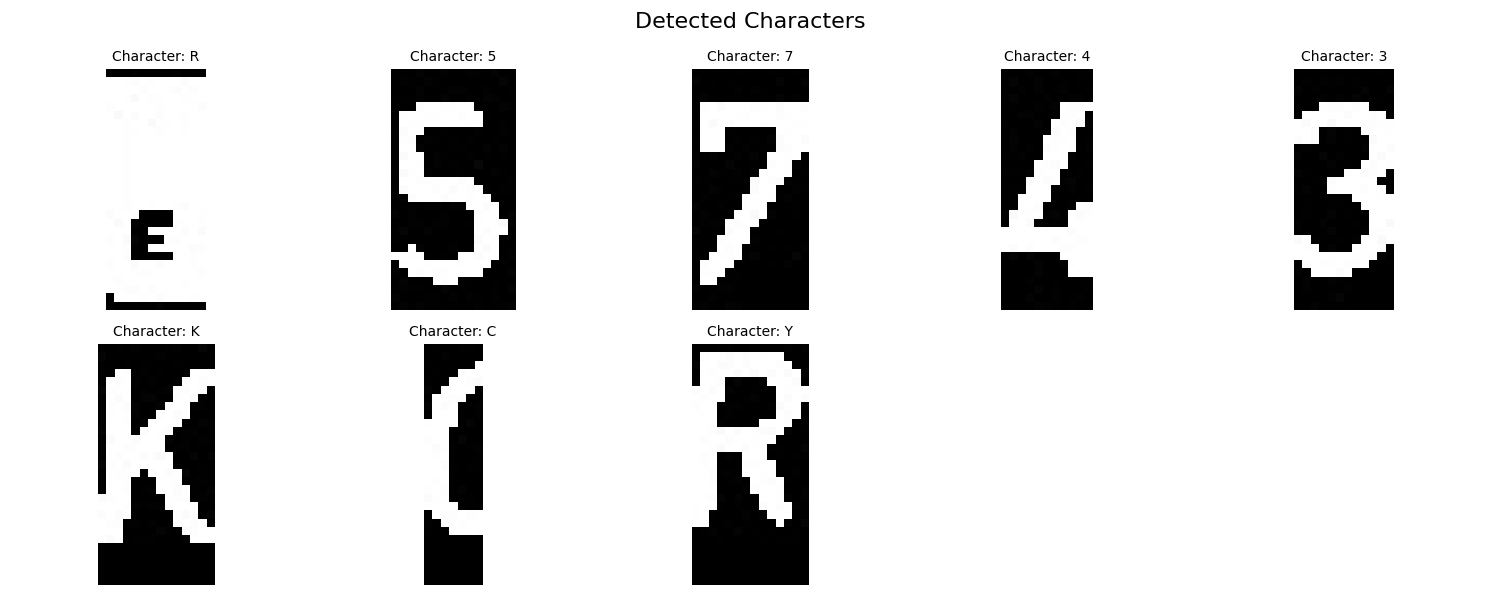 Detected Characters
Character: R Character: 5 Character: 7 Character: 4 Character: 3
E 5 7 4 3
Character: K Character: C Character: Y
K C R